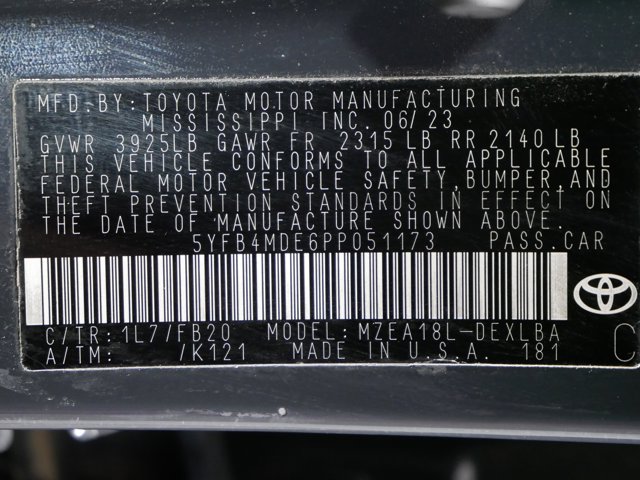 MFD. BY: TOYOTA MOTOR MANUFACTURING
MISSISSIPPI INC. 06/23
GVWR 3925LB GAWR FR 2315 LB RR 2140 LB
THIS VEHICLE CONFORMS TO ALL APPLICABLE
FEDERAL MOTOR VEHICLE SAFETY, BUMPER, AND
THEFT PREVENTION STANDARDS IN EFFECT ON
THE DATE OF MANUFACTURE SHOWN ABOVE.
5YFB4MDE6PP051173 PASS. CAR
C/TR: 1L7/FB20 MODEL: MZEA18L-DEXLBA
A/TM: /K121 MADE IN U.S.A. 181
C